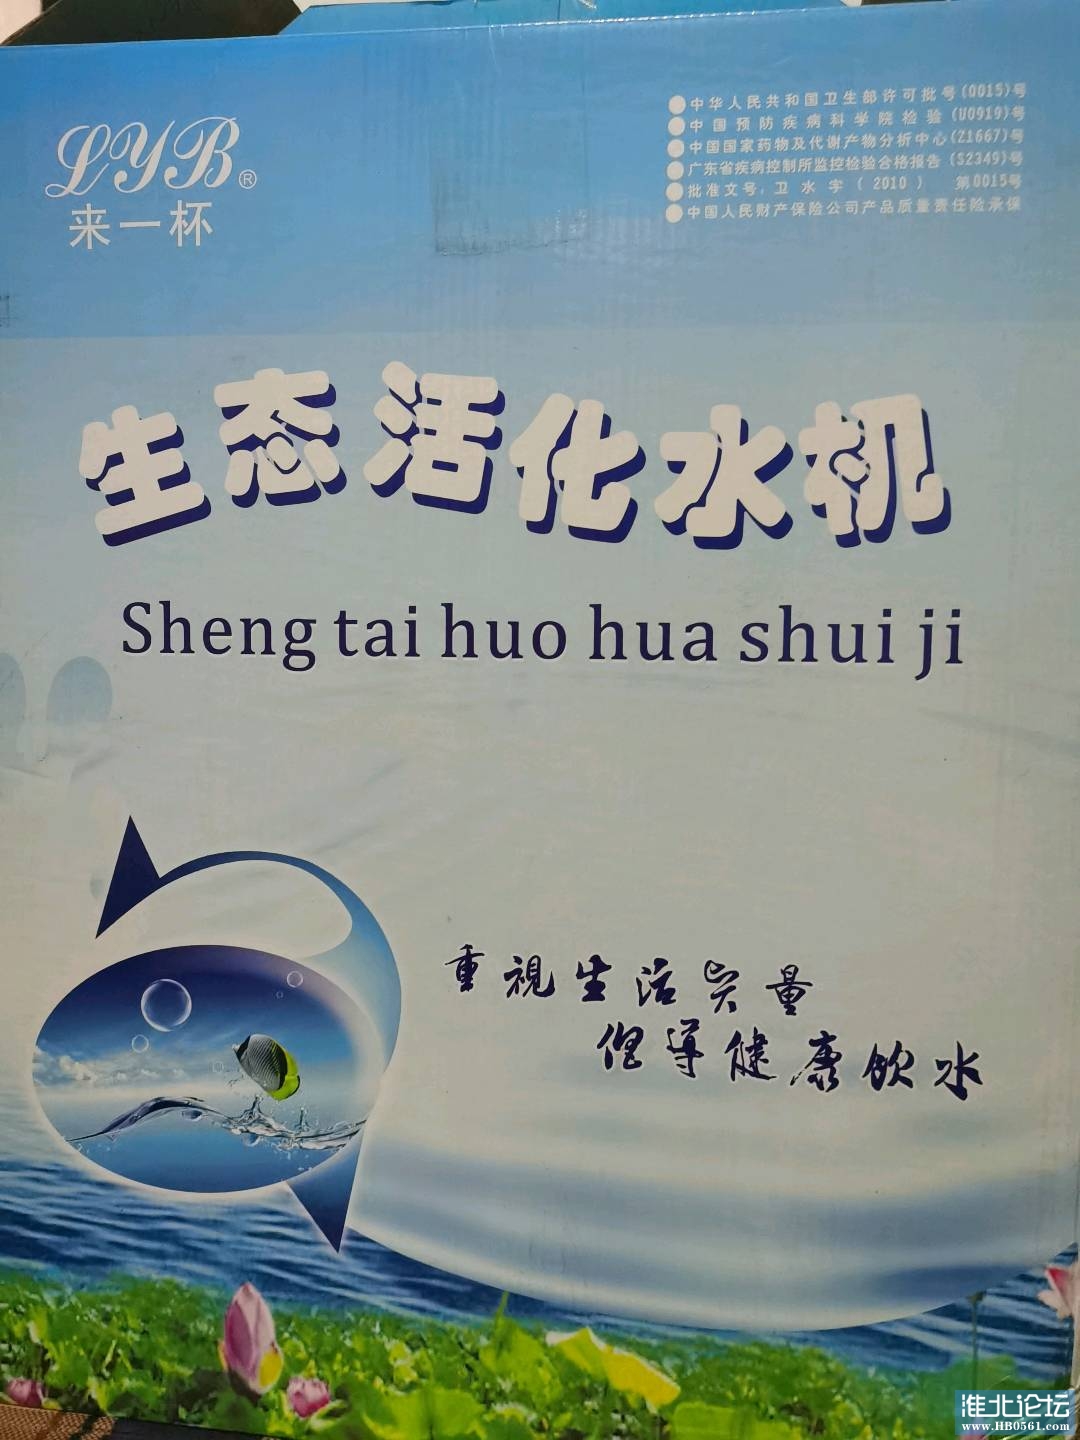 LYB®
来一杯
中华人民共和国卫生部许可批号(0015)号
中国预防疾病科学院检验(U0919)号
中国国家药物及代谢产物分析中心(Z1667)号
广东省疾病控制所监控检验合格报告(S2349)号
批准文号,卫水字(2010)第0015号
中国人民财产保险公司产品质量责任险承保
生态活化水机
Sheng tai huo hua shui ji
重視生活质量
倡导健康飲水
淮北论坛
www.HB0561.com